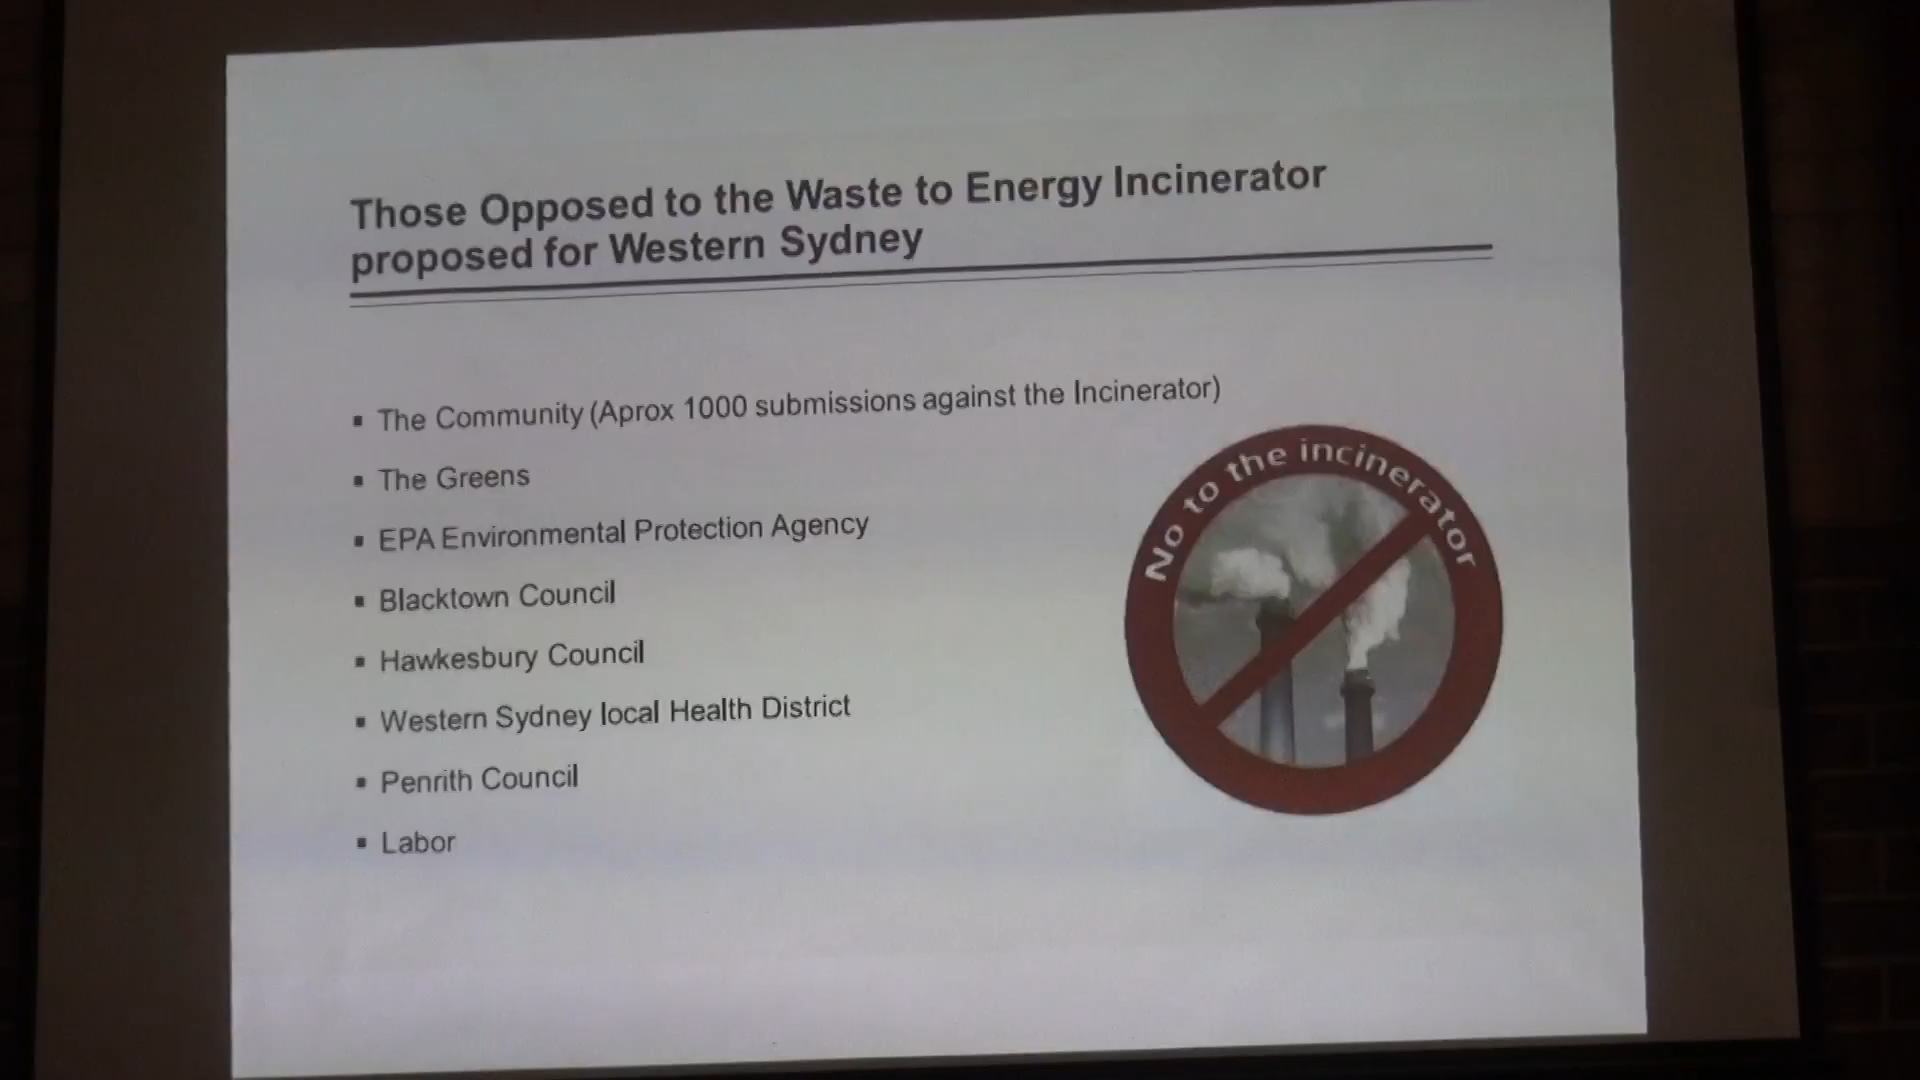 Those Opposed to the Waste to Energy Incinerator
proposed for Western Sydney
▪ The Community (Aprox 1000 submissions against the Incinerator)
▪ The Greens
▪ EPA Environmental Protection Agency
▪ Blacktown Council
▪ Hawkesbury Council
▪ Western Sydney local Health District
▪ Penrith Council
▪ Labor
No to the incinerator